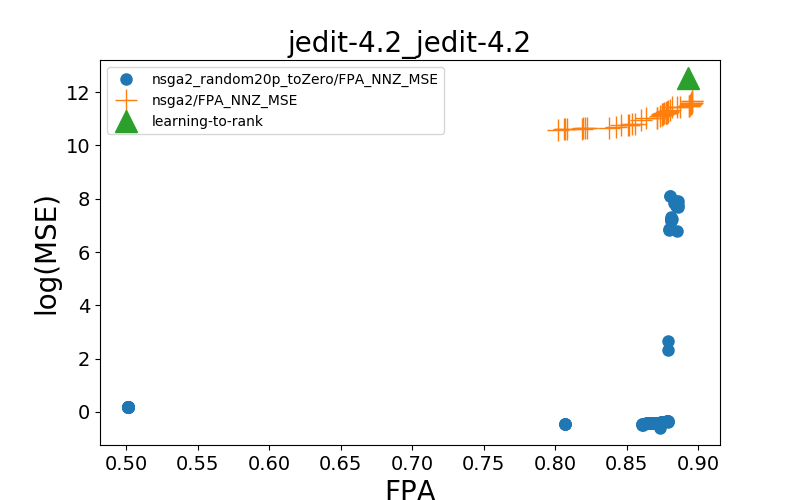 jedit-4.2_jedit-4.2
nsga2_random20p_toZero/FPA_NNZ_MSE
nsga2/FPA_NNZ_MSE
learning-to-rank
log(MSE)
12
10
8
6
4
2
0
0.50 0.55 0.60 0.65 0.70 0.75 0.80 0.85 0.90
FPA